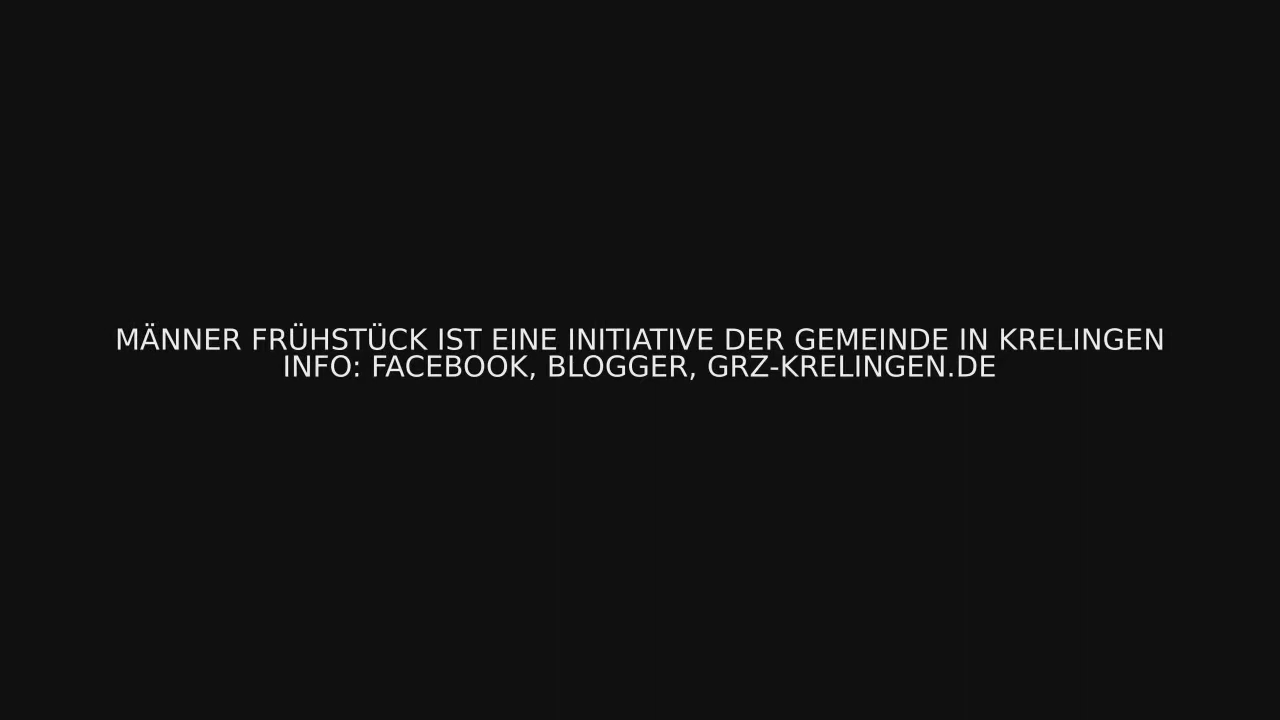 MÄNNER FRÜHSTÜCK IST EINE INITIATIVE DER GEMEINDE IN KRELINGEN
INFO: FACEBOOK, BLOGGER, GRZ-KRELINGEN.DE